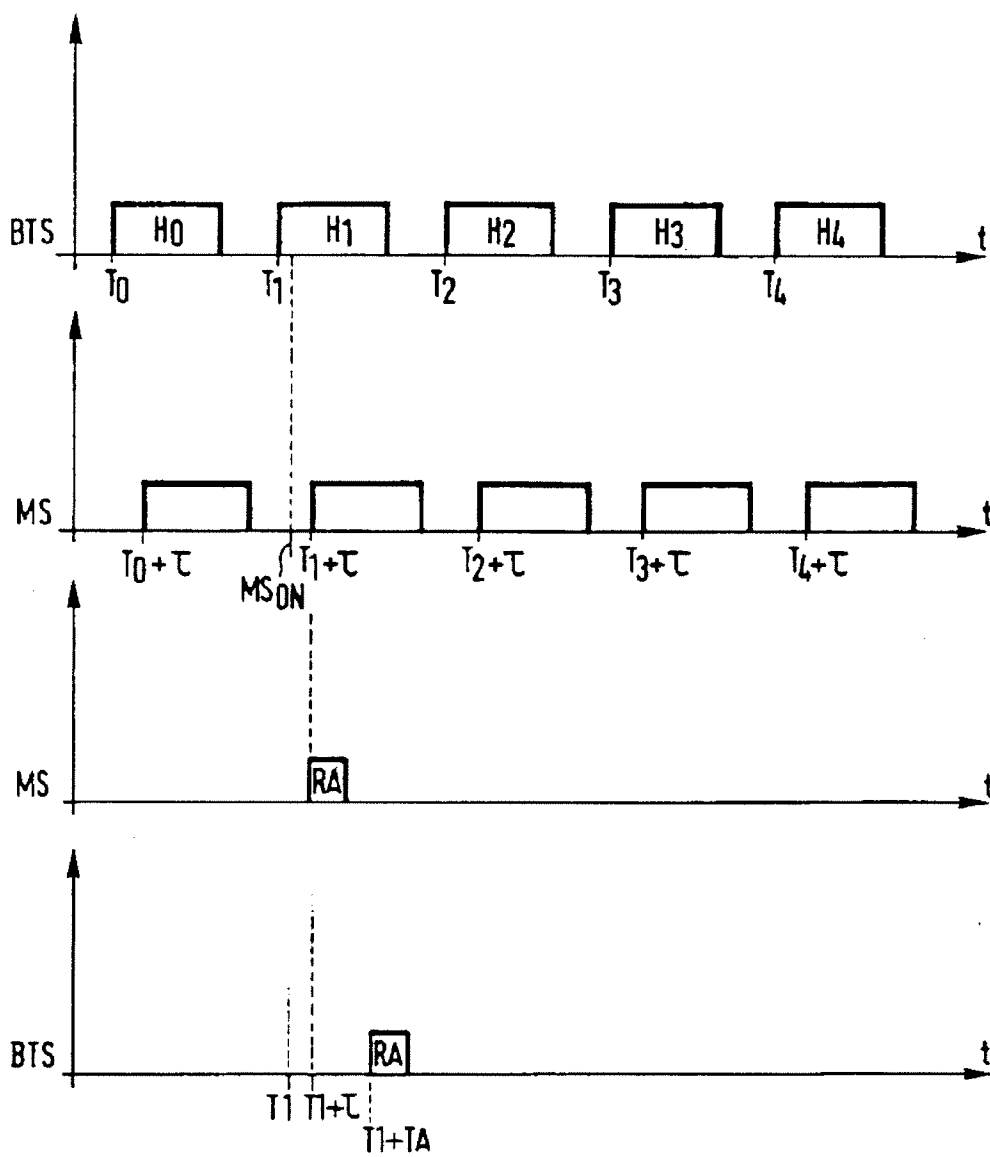 BTS H0 H1 H2 H3 H4 t
T0 T1 T2 T3 T4
MS t
T0+τ MSON T1+τ T2+τ T3+τ T4+τ
MS RA t
BTS RA t
T1 T1+τ
T1+TA